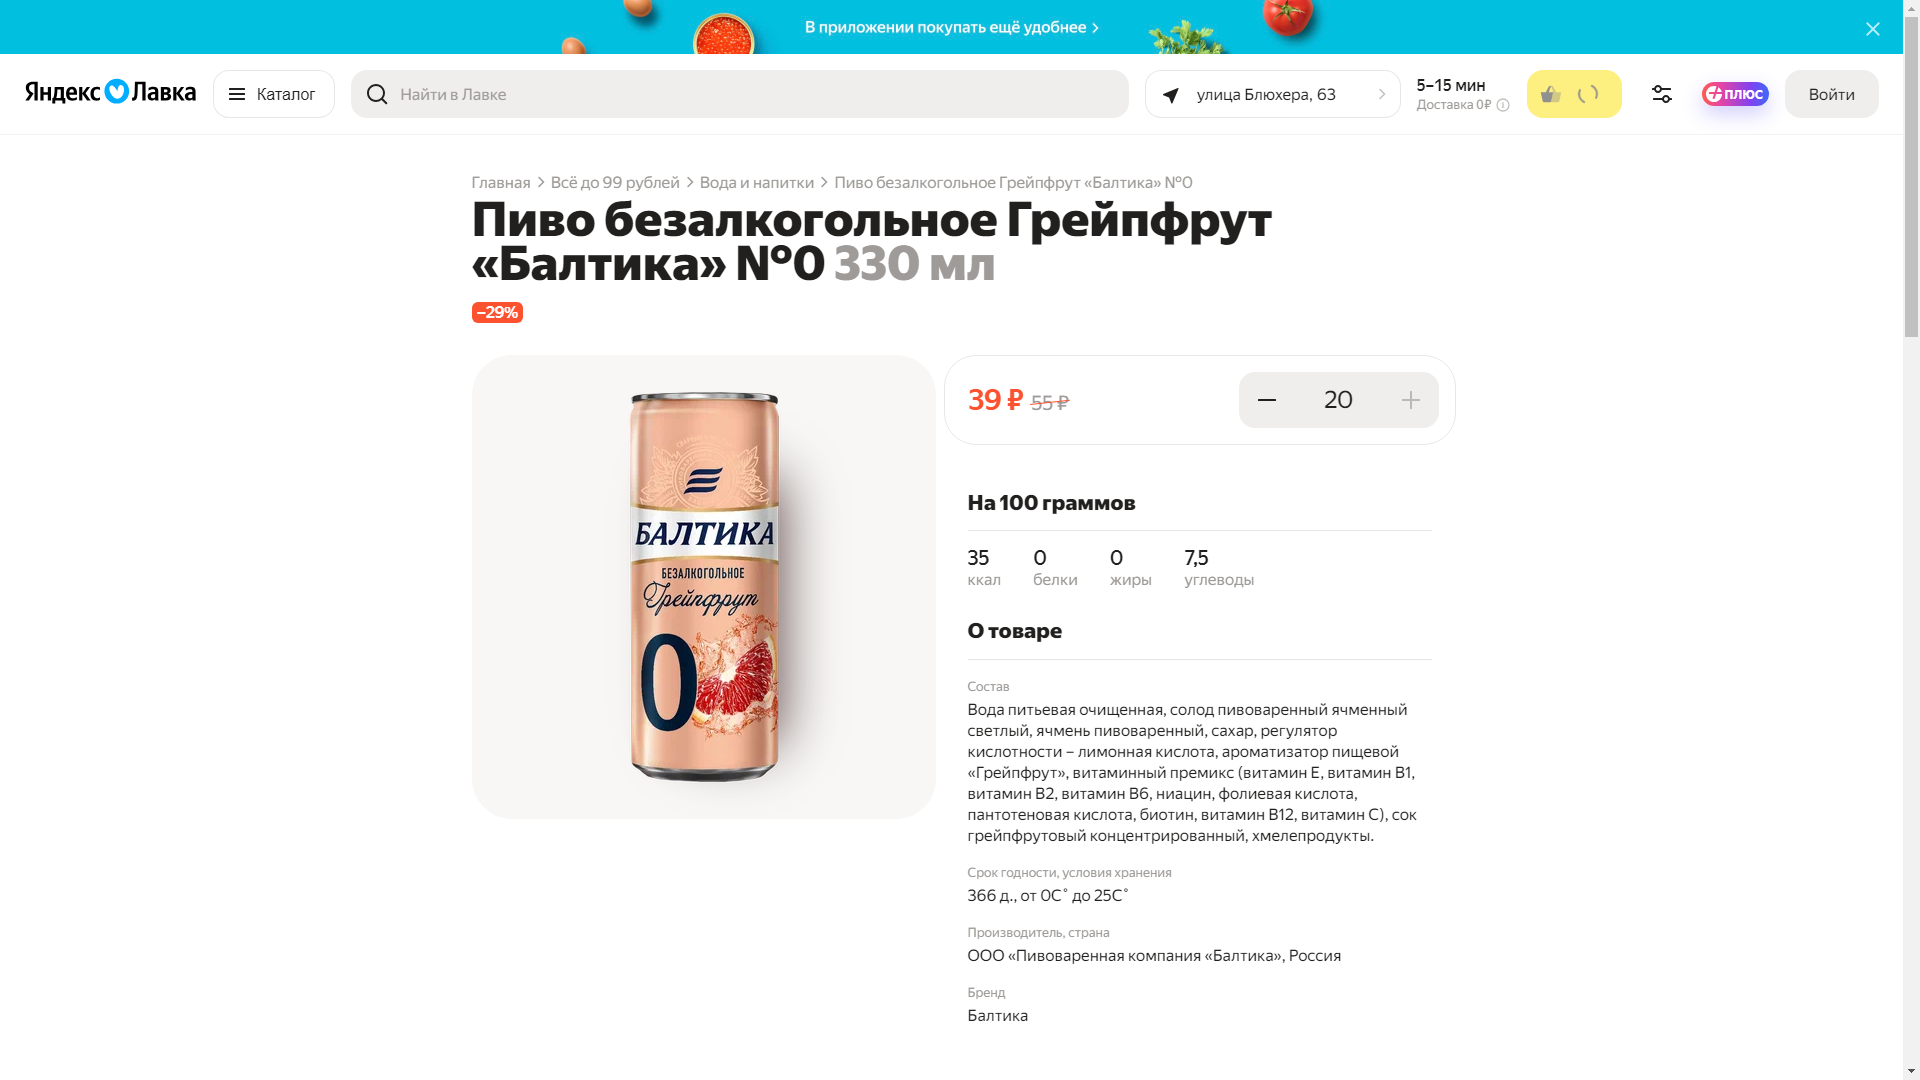 В приложении покупать ещё удобнее
Яндекс Лавка
Каталог
Найти в Лавке
улица Блюхера, 63
5–15 мин
Доставка 0₽
плюс
Войти
Главная > Всё до 99 рублей > Вода и напитки > Пиво безалкогольное Грейпфрут «Балтика» №0
Пиво безалкогольное Грейпфрут
«Балтика» №0 330 мл
–29%
БАЛТИКА
БЕЗАЛКОГОЛЬНОЕ
Грейпфрут
0
39 ₽ 55 ₽
20
На 100 граммов
35 0 0 7,5
ккал белки жиры углеводы
О товаре
Состав
Вода питьевая очищенная, солод пивоваренный ячменный
светлый, ячмень пивоваренный, сахар, регулятор
кислотности – лимонная кислота, ароматизатор пищевой
«Грейпфрут», витаминный премикс (витамин Е, витамин В1,
витамин В2, витамин В6, ниацин, фолиевая кислота,
пантотеновая кислота, биотин, витамин В12, витамин С), сок
грейпфрутовый концентрированный, хмелепродукты.
Срок годности, условия хранения
366 д., от 0C˚ до 25C˚
Производитель, страна
ООО «Пивоваренная компания «Балтика», Россия
Бренд
Балтика